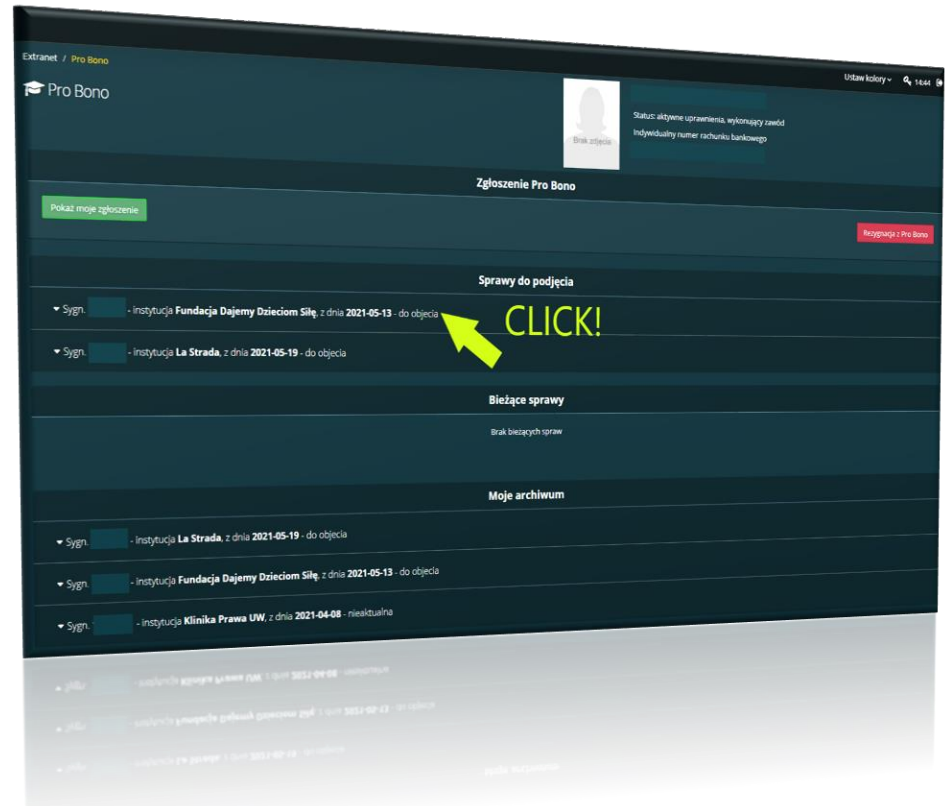 Extranet / Pro Bono
Ustaw kolory 14:44
Pro Bono
Brak zdjęcia
Status: aktywne uprawnienia, wykonujący zawód
Indywidualny numer rachunku bankowego
Zgłoszenie Pro Bono
Pokaż moje zgłoszenie
Rezygnacja z Pro Bono
Sprawy do podjęcia
Sygn. - instytucja Fundacja Dajemy Dzieciom Siłę, z dnia 2021-05-13 - do objecia
CLICK!
Sygn. - instytucja La Strada, z dnia 2021-05-19 - do objecia
Bieżące sprawy
Brak bieżących spraw
Moje archiwum
Sygn. - instytucja La Strada, z dnia 2021-05-19 - do objecia
Sygn. - instytucja Fundacja Dajemy Dzieciom Siłę, z dnia 2021-05-13 - do objecia
Sygn. - instytucja Klinika Prawa UW, z dnia 2021-04-08 - nieaktualna